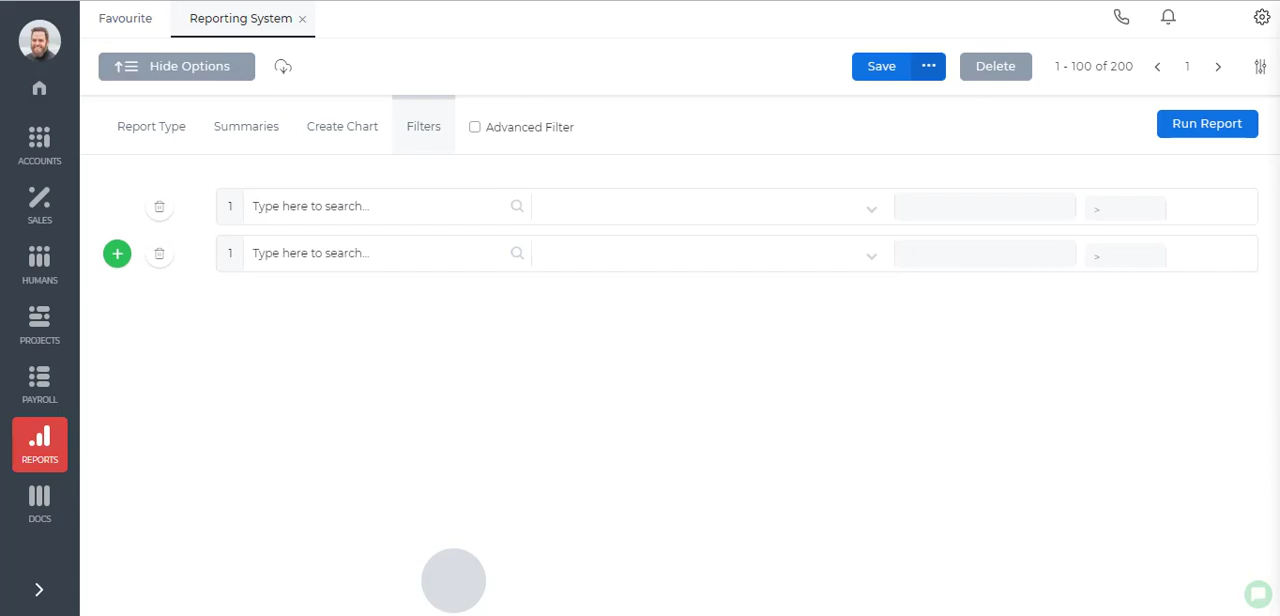 Favourite
Reporting System
Hide Options
Save
Delete
1 - 100 of 200
1
Report Type
Summaries
Create Chart
Filters
Advanced Filter
Run Report
1 Type here to search... >
1 Type here to search... >
ACCOUNTS
SALES
HUMANS
PROJECTS
PAYROLL
REPORTS
DOCS